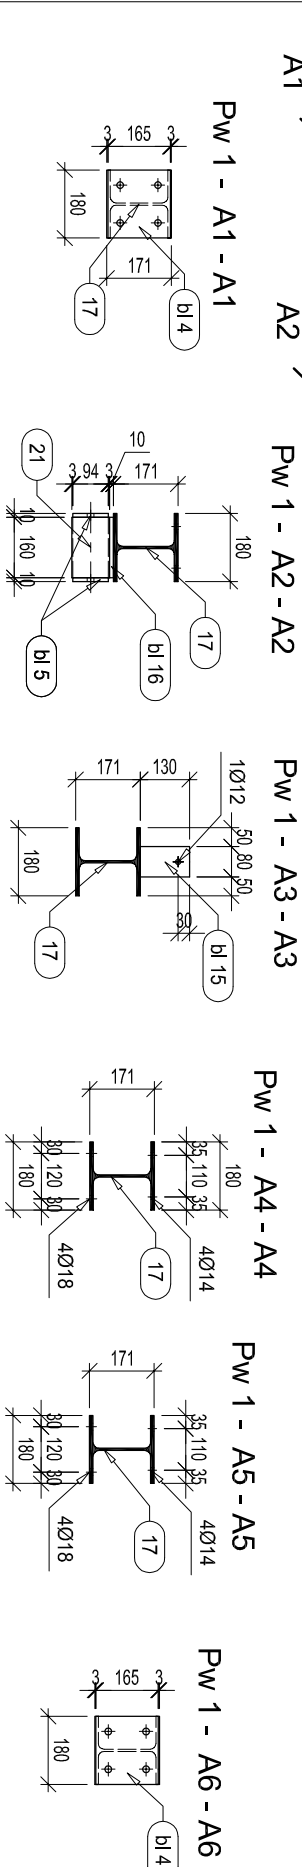 A1
A2
Pw 1 - A1 - A1
3 165 3
180
171
17
bl 4
Pw 1 - A2 - A2
10
3 94 3
171
180
10 160 10
21
bl 5
bl 16
17
Pw 1 - A3 - A3
171
130
1Ø12
50 80 50
30
180
17
bl 15
Pw 1 - A4 - A4
171
180
35 110 35
4Ø14
17
30 120 30
180
4Ø18
Pw 1 - A5 - A5
171
35 110 35
4Ø14
17
30 120 30
180
4Ø18
Pw 1 - A6 - A6
3 165 3
180
bl 4